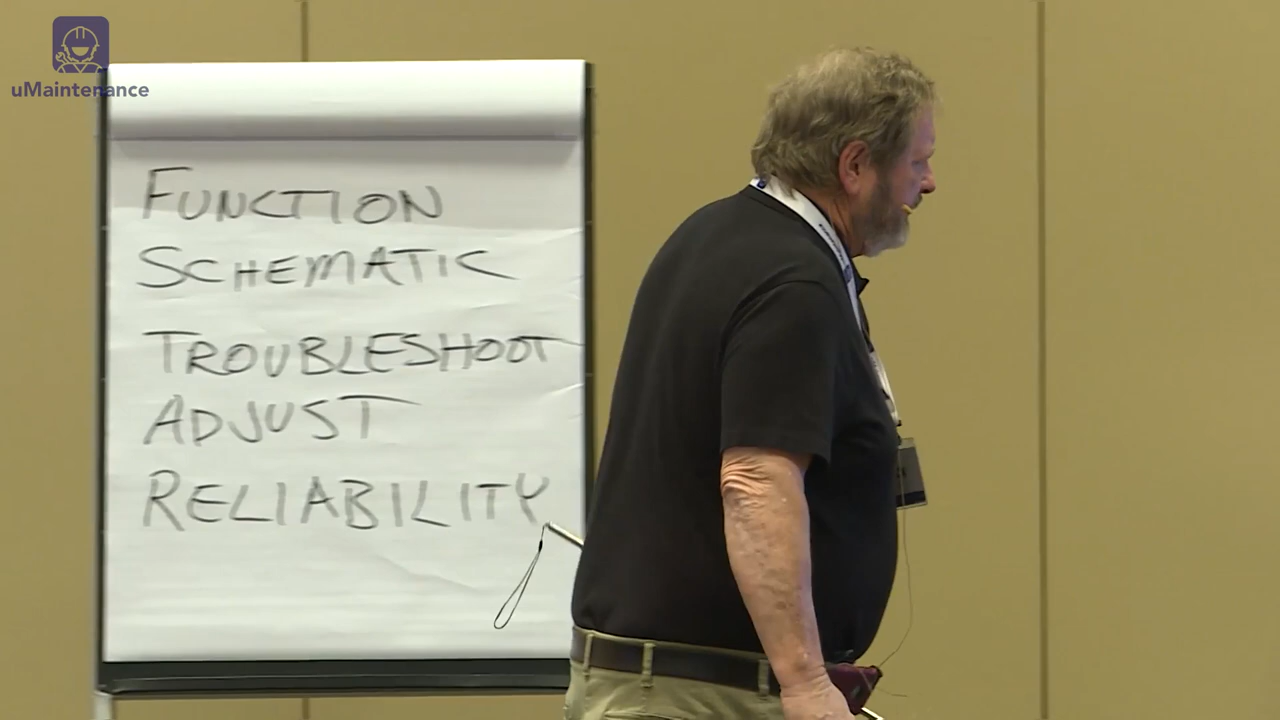 uMaintenance
FUNCTION
SCHEMATIC
TROUBLESHOOT
ADJUST
RELIABILITY